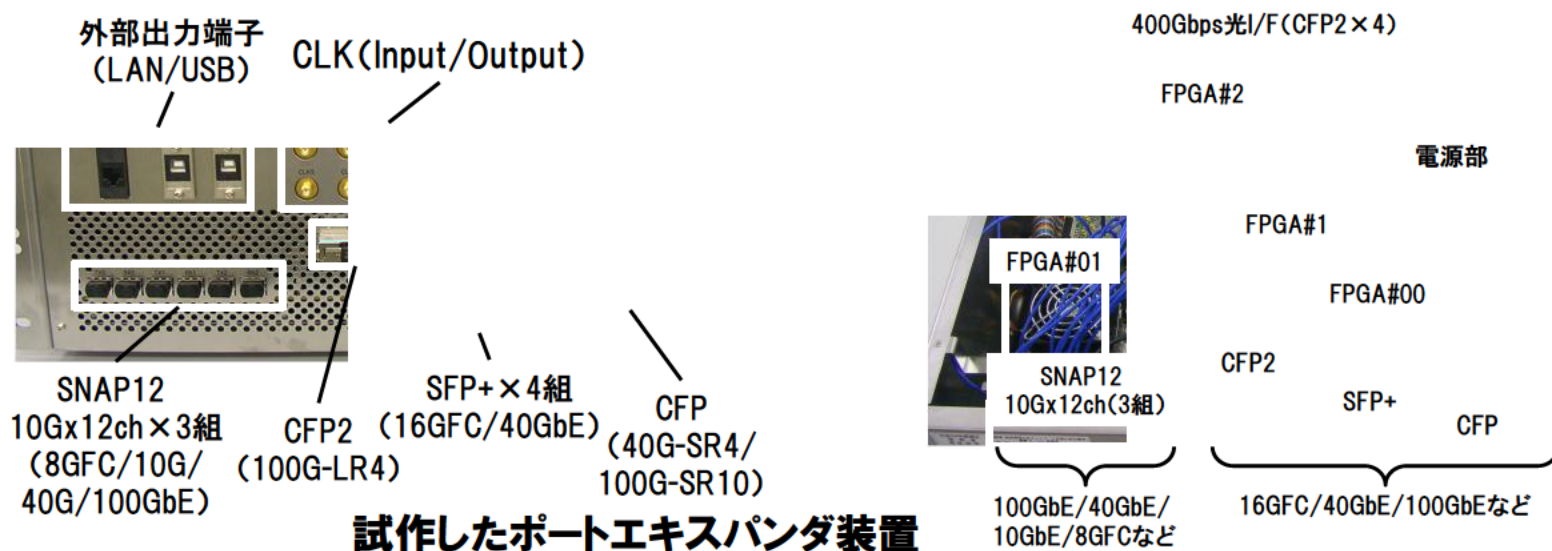 外部出力端子
(LAN/USB)
CLK(Input/Output)
SNAP12
10Gx12ch×3組
(8GFC/10G/
40G/100GbE)
CFP2
(100G-LR4)
SFP+×4組
(16GFC/40GbE)
CFP
(40G-SR4/
100G-SR10)
試作したポートエキスパンダ装置
400Gbps光I/F(CFP2×4)
FPGA#2
電源部
FPGA#1
FPGA#01
FPGA#00
SNAP12
10Gx12ch(3組)
CFP2
SFP+
CFP
100GbE/40GbE/
10GbE/8GFCなど
16GFC/40GbE/100GbEなど